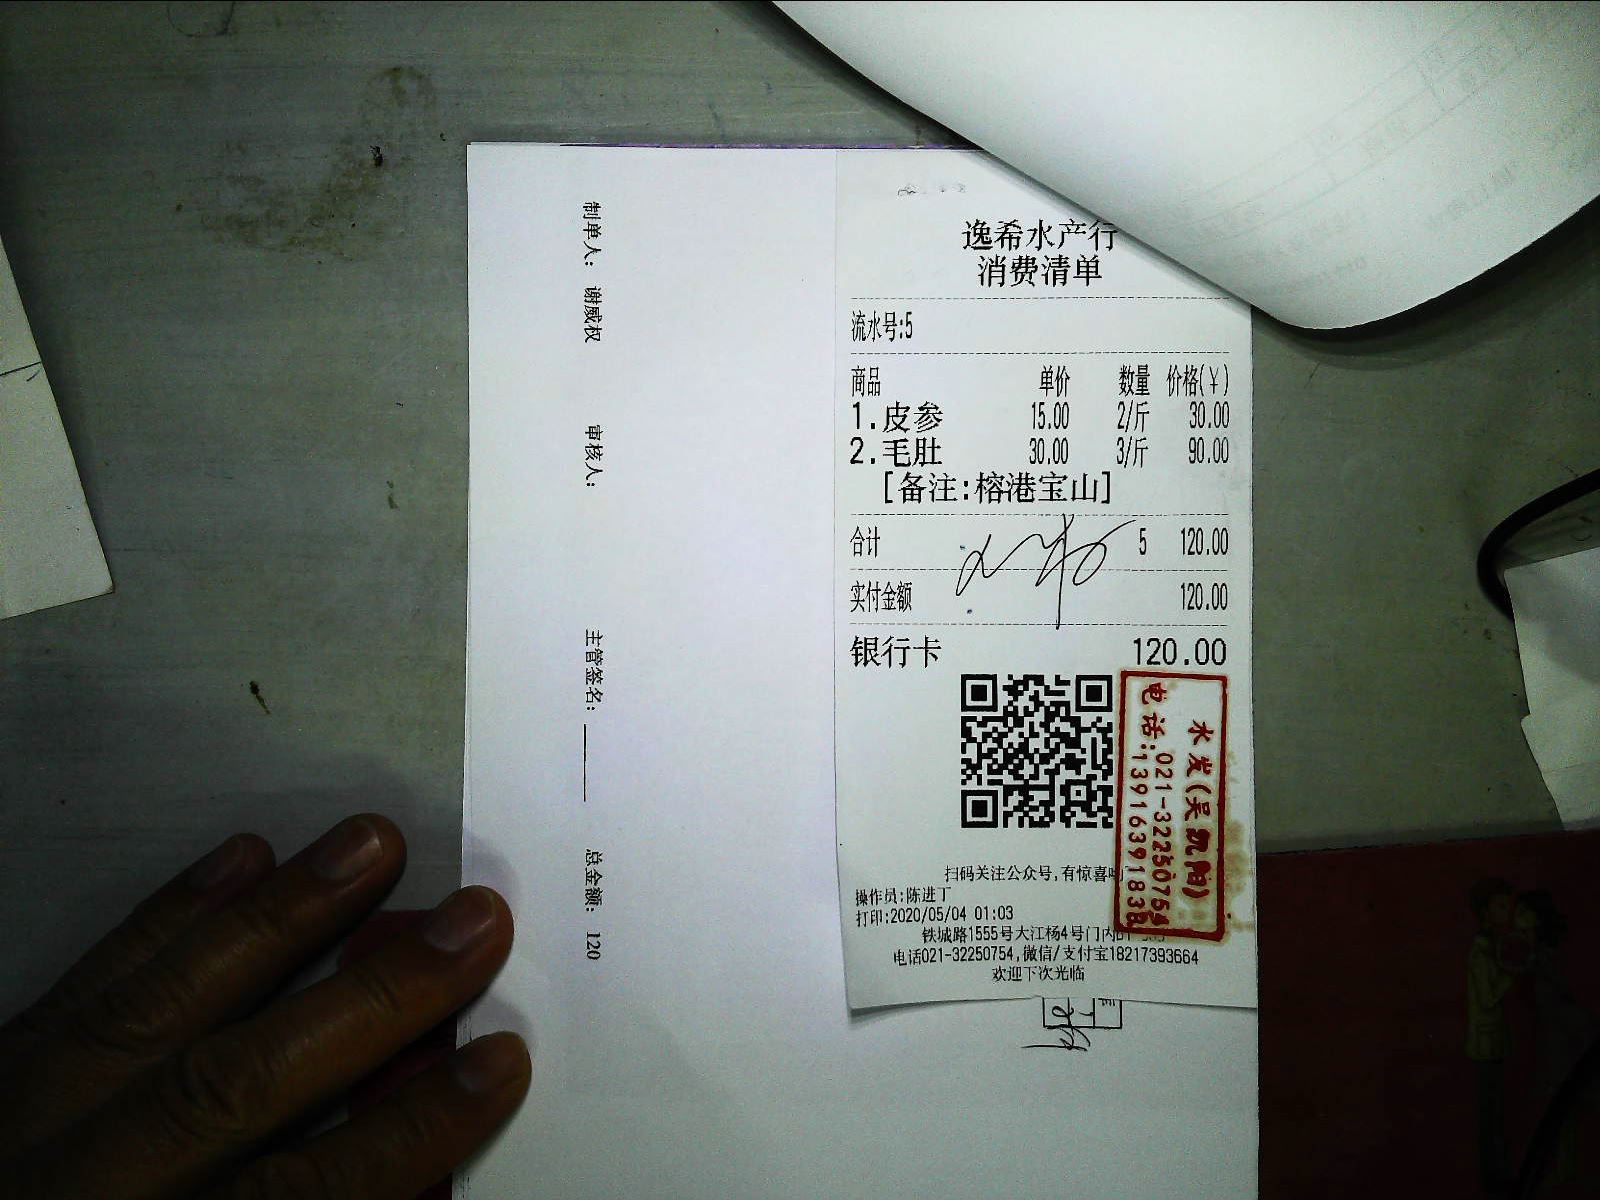 制单人: 谢威权
审核人:
主管签名:
总金额: 120
逸希水产行
消费清单
流水号:5
商品 单价 数量 价格(¥)
1.皮参 15.00 2/斤 30.00
2.毛肚 30.00 3/斤 90.00
[备注:榕港宝山]
合计 5 120.00
实付金额 120.00
银行卡 120.00
水发(吴凯阳)
电话:021-32250754
13916391838
扫码关注公众号,有惊喜
操作员:陈进丁
打印:2020/05/04 01:03
铁城路1555号大江杨4号门内
电话021-32250754,微信/支付宝18217393664
欢迎下次光临